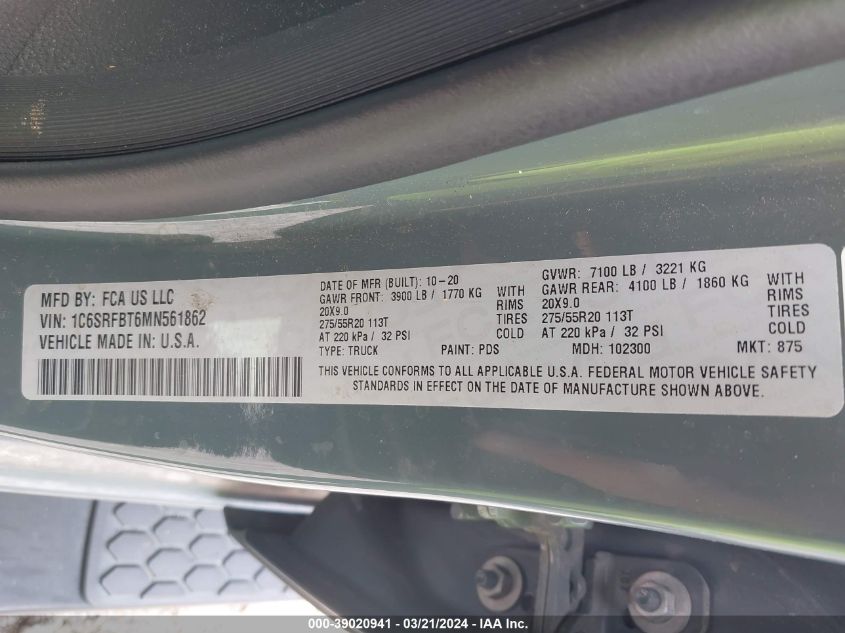 MFD BY: FCA US LLC
VIN: 1C6SRFBT6MN561862
VEHICLE MADE IN: U.S.A.
DATE OF MFR (BUILT): 10-20
GAWR FRONT: 3900 LB / 1770 KG WITH
20X9.0 RIMS
275/55R20 113T TIRES
AT 220 kPa / 32 PSI COLD
TYPE: TRUCK PAINT: PDS
GVWR: 7100 LB / 3221 KG
GAWR REAR: 4100 LB / 1860 KG WITH
20X9.0 RIMS
275/55R20 113T TIRES
AT 220 kPa / 32 PSI COLD
MDH: 102300 MKT: 875
THIS VEHICLE CONFORMS TO ALL APPLICABLE U.S.A. FEDERAL MOTOR VEHICLE SAFETY
STANDARDS IN EFFECT ON THE DATE OF MANUFACTURE SHOWN ABOVE.
000-39020941 - 03/21/2024 - IAAI.COM